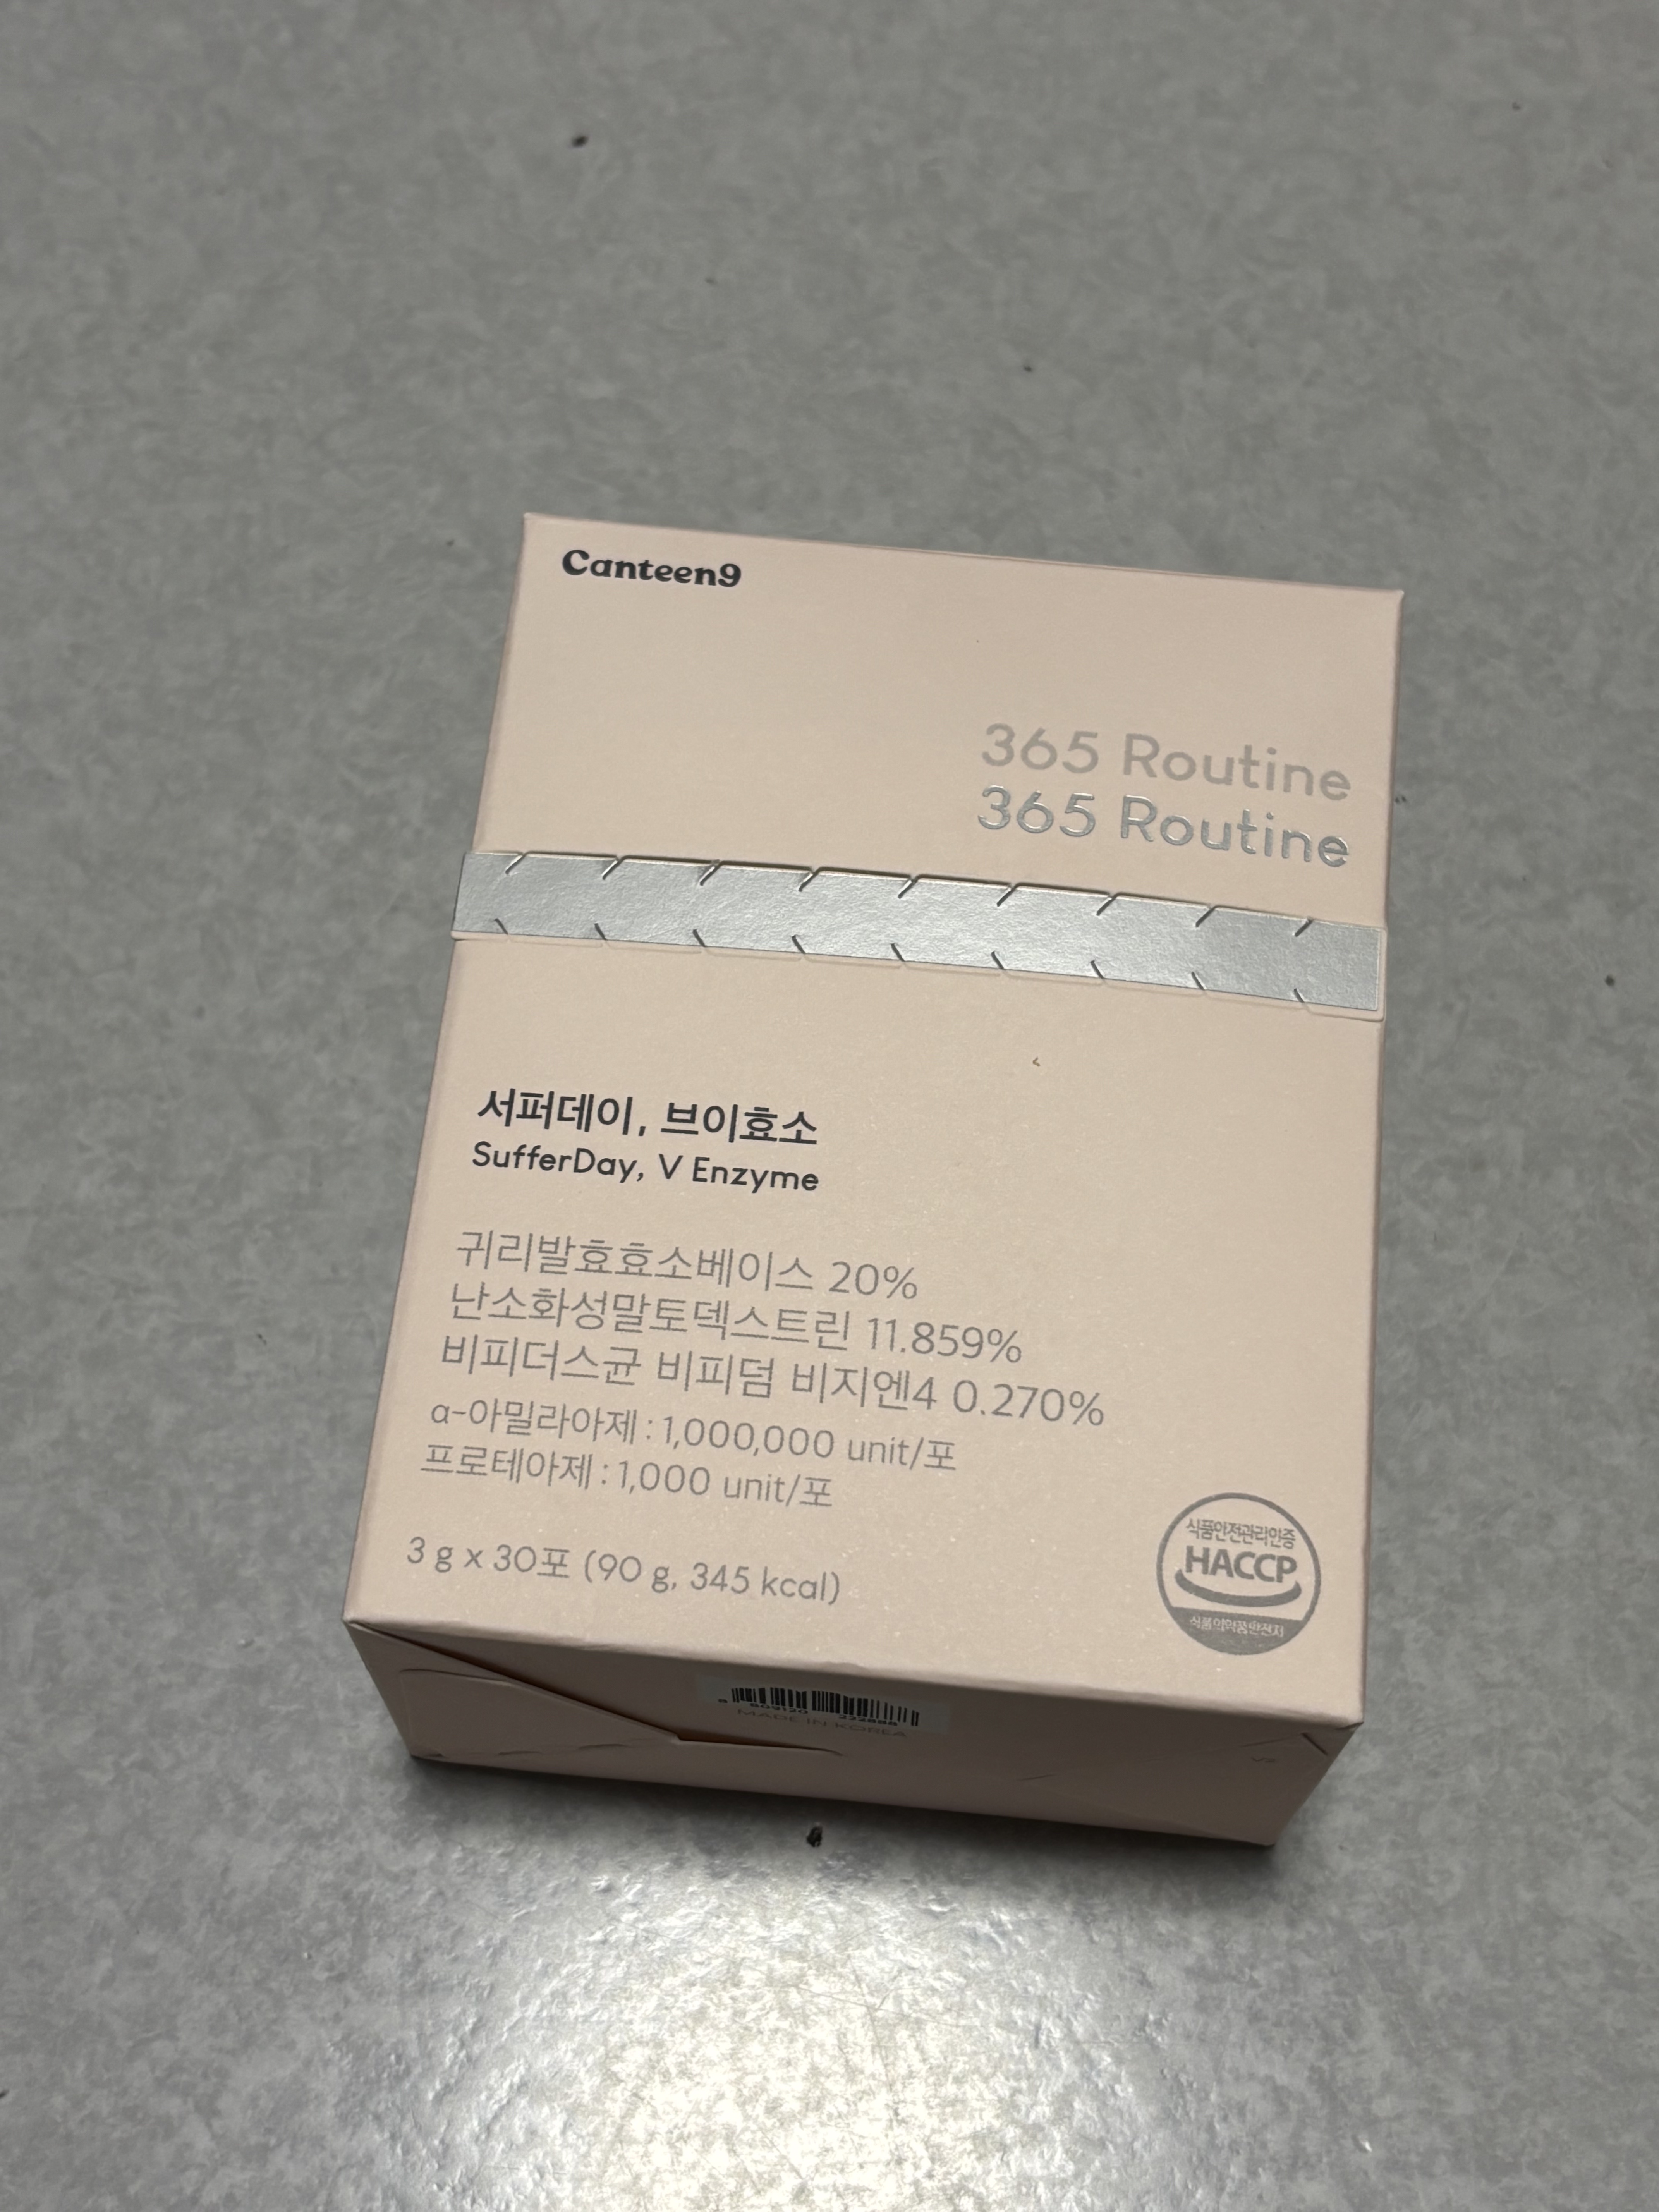 Canteen9
365 Routine
365 Routine
서퍼데이, 브이효소
SufferDay, V Enzyme
귀리발효효소베이스 20%
난소화성말토덱스트린 11.859%
비피더스균 비피덤 비지엔4 0.270%
α-아밀라아제 : 1,000,000 unit/포
프로테아제 : 1,000 unit/포
3 g x 30포 (90 g, 345 kcal)
식품안전관리인증
HACCP
식품의약품안전처
MADE IN KOREA